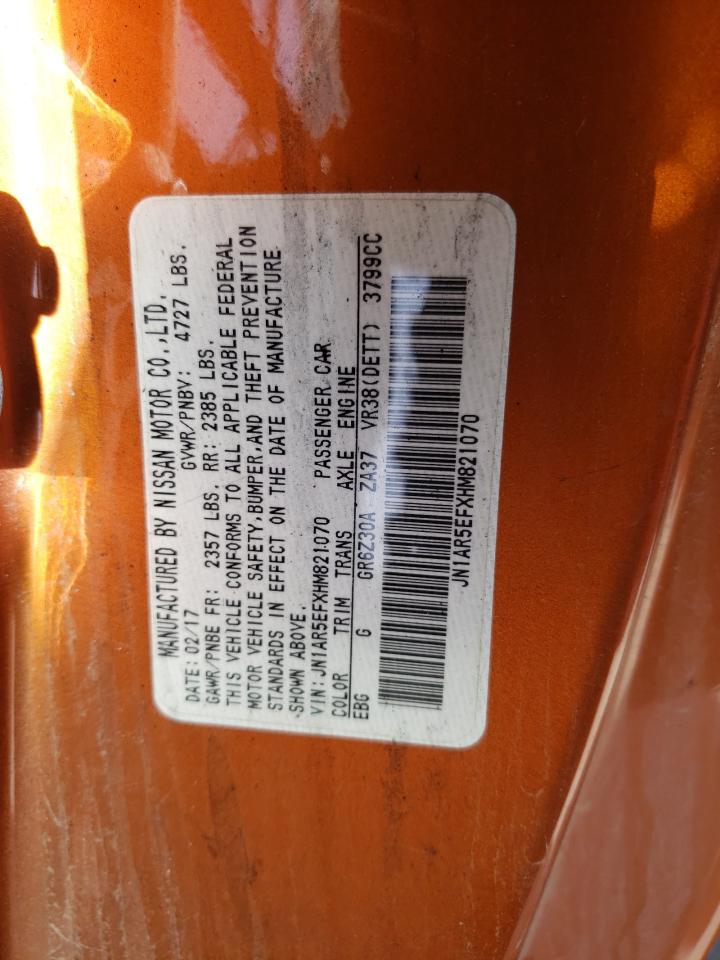 MANUFACTURED BY NISSAN MOTOR CO.,LTD.
DATE: 02/17 GVWR/PNBV: 4727 LBS.
GAWR/PNBE FR: 2357 LBS. RR: 2385 LBS.
THIS VEHICLE CONFORMS TO ALL APPLICABLE FEDERAL
MOTOR VEHICLE SAFETY,BUMPER,AND THEFT PREVENTION
STANDARDS IN EFFECT ON THE DATE OF MANUFACTURE
SHOWN ABOVE.
VIN:JN1AR5EFXHM821070 PASSENGER CAR
COLOR TRIM TRANS AXLE ENGINE
EBG G GR6Z30A ZA37 VR38(DETT) 3799CC
JN1AR5EFXHM821070